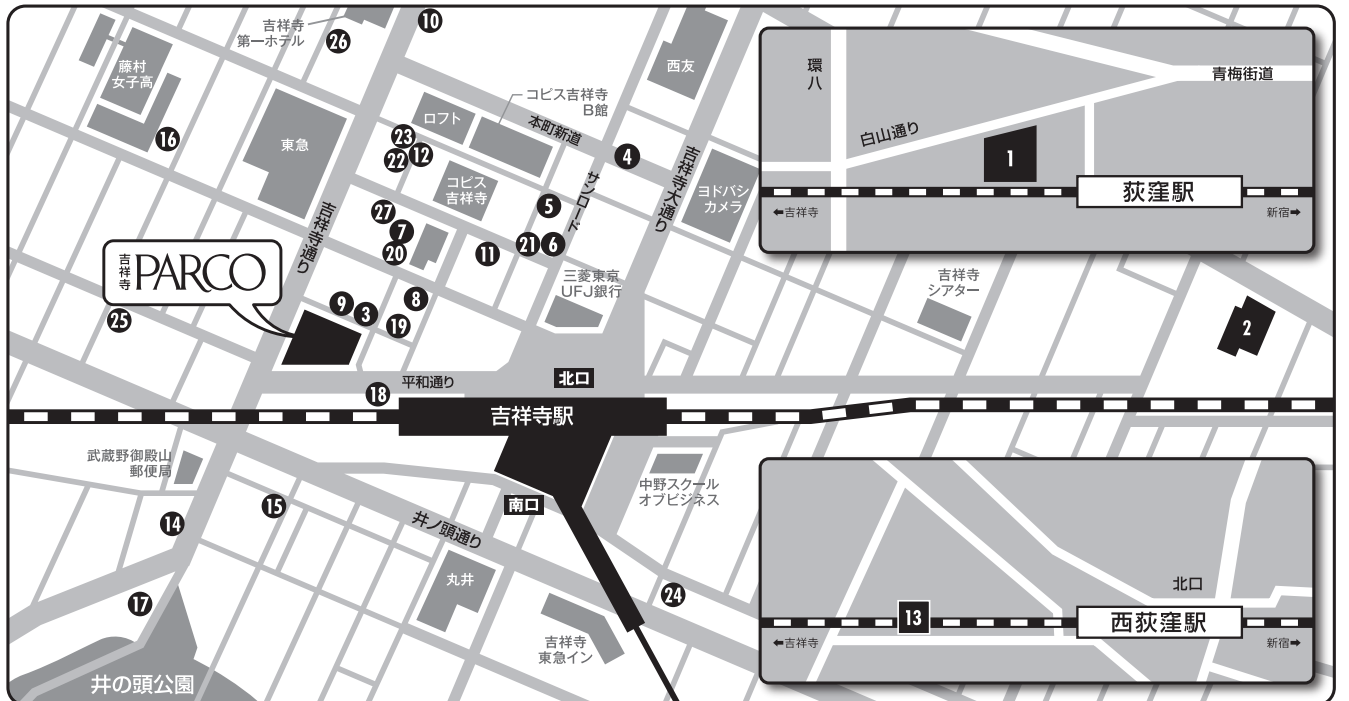 吉祥寺
第一ホテル
26
10
藤村
女子高
16
東急
ロフト
コピス吉祥寺
B館
本町新道
23
22
12
コピス
吉祥寺
西友
4
サンロード
5
吉祥寺大通り
ヨドバシ
カメラ
吉祥寺通り
27
7
20
11
21
6
三菱東京
UFJ銀行
吉祥寺
PARCO
25
9
3
8
19
吉祥寺
シアター
2
18
平和通り
北口
吉祥寺駅
南口
武蔵野御殿山
郵便局
14
15
17
井の頭公園
井ノ頭通り
丸井
吉祥寺
東急イン
24
中野スクール
オブビジネス
環八
青梅街道
白山通り
1
荻窪駅
←吉祥寺
新宿→
北口
13
西荻窪駅
←吉祥寺
新宿→